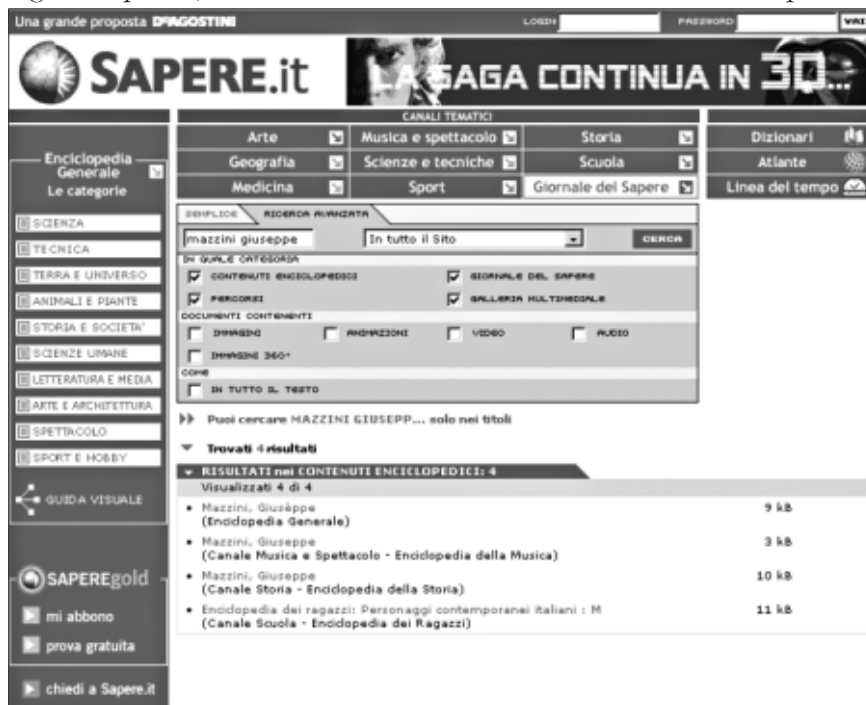 Una grande proposta DEAGOSTINI LOGIN PASSWORD VAI
SAPERE.it
LA SAGA CONTINUA IN 3D...
CANALI TEMATICI
Arte Musica e spettacolo Storia Dizionari
Geografia Scienze e tecniche Scuola Atlante
Medicina Sport Giornale del Sapere Linea del tempo
Enciclopedia
Generale
Le categorie
SCIENZA
TECNICA
TERRA E UNIVERSO
ANIMALI E PIANTE
STORIA E SOCIETA'
SCIENZE UMANE
LETTERATURA E MEDIA
ARTE E ARCHITETTURA
SPETTACOLO
SPORT E HOBBY
GUIDA VISUALE
SAPEREgold
mi abbono
prova gratuita
chiedi a Sapere.it
SEMPLICE RICERCA AVANZATA
mazzini giuseppe In tutto il Sito CERCA
IN QUALE CATEGORIA
CONTENUTI ENCICLOPEDICI GIORNALE DEL SAPERE
PERCORSI GALLERIA MULTIMEDIALE
DOCUMENTI CONTENENTI
IMMAGINI ANIMAZIONI VIDEO AUDIO
IMMAGINI 360°
COME
IN TUTTO IL TESTO
Puoi cercare MAZZINI GIUSEPP... solo nei titoli
Trovati 4 risultati
RISULTATI nei CONTENUTI ENCICLOPEDICI: 4
Visualizzati 4 di 4
Mazzini, Giusèppe 9 kB
(Enciclopedia Generale)
Mazzini, Giuseppe 3 kB
(Canale Musica e Spettacolo - Enciclopedia della Musica)
Mazzini, Giuseppe 10 kB
(Canale Storia - Enciclopedia della Storia)
Enciclopedia dei ragazzi: Personaggi contemporanei italiani : M 11 kB
(Canale Scuola - Enciclopedia dei Ragazzi)